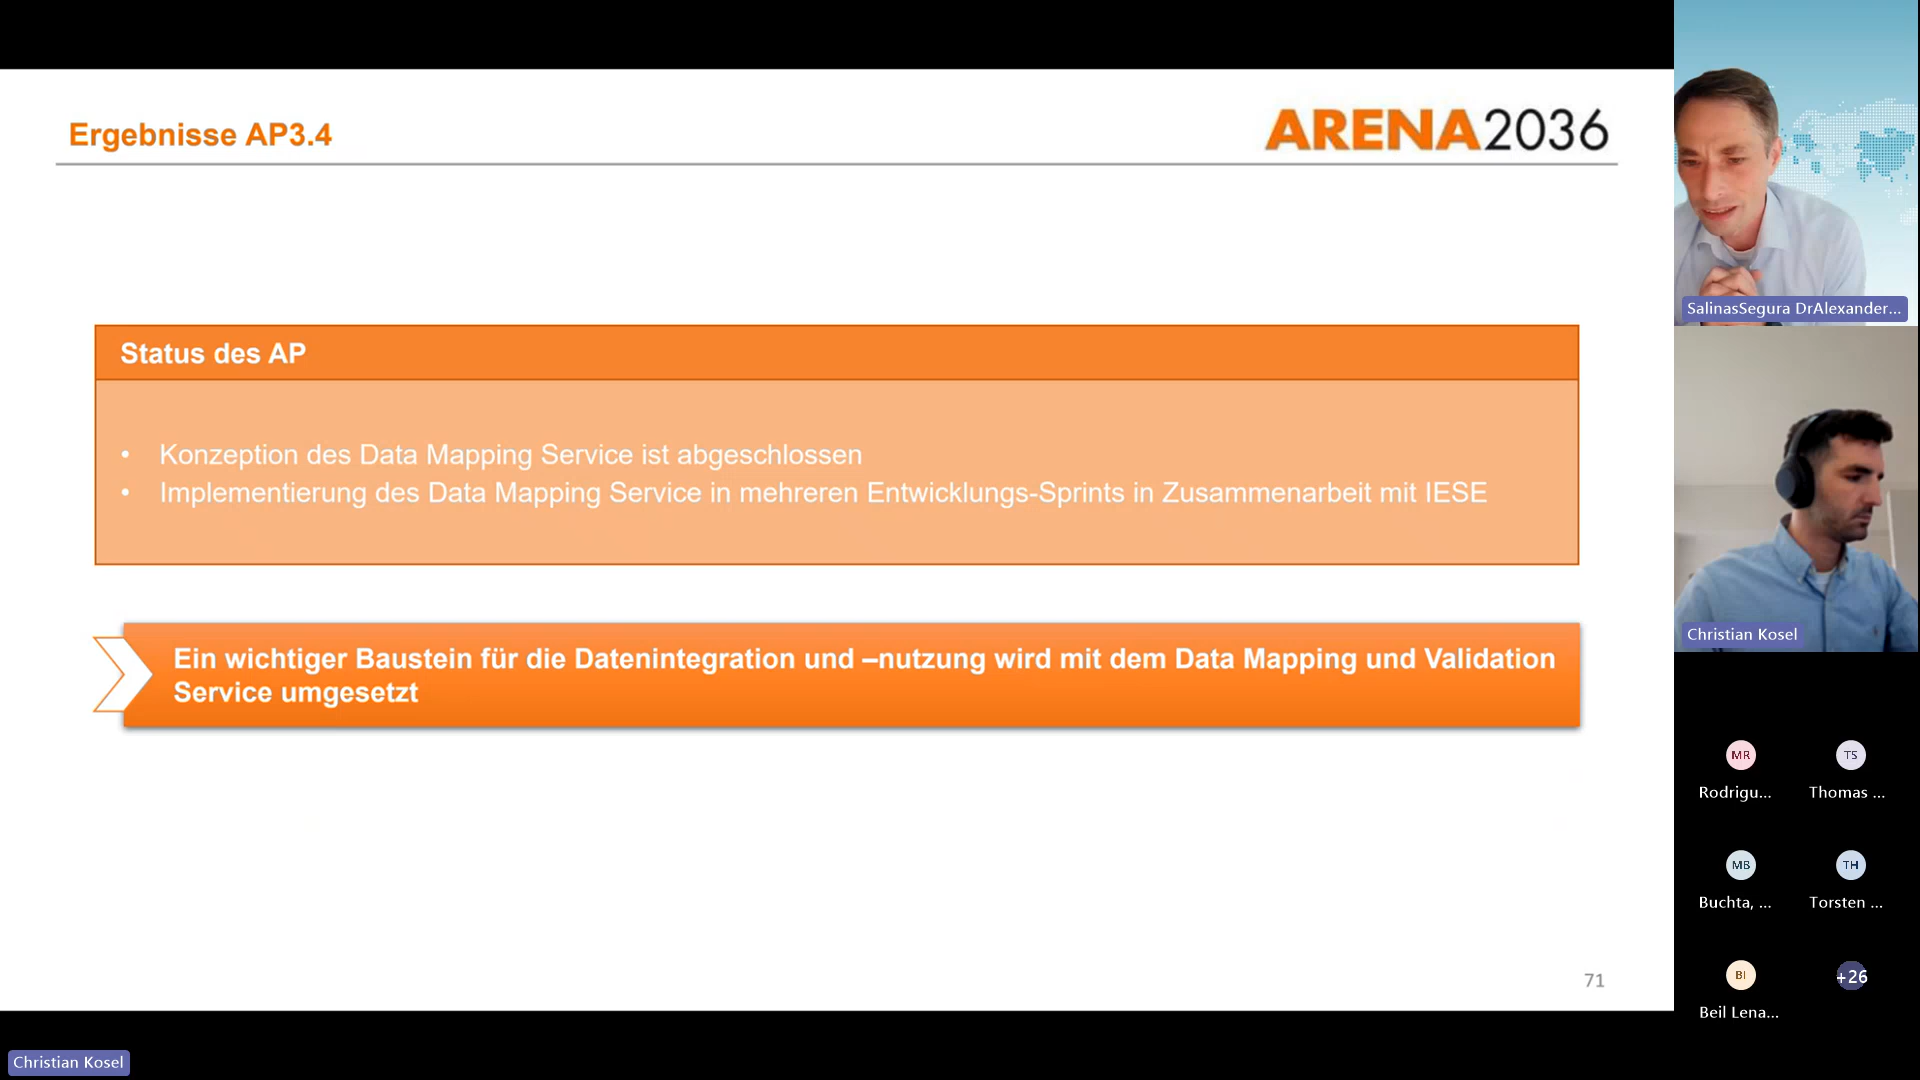 Ergebnisse AP3.4
ARENA2036
Status des AP
• Konzeption des Data Mapping Service ist abgeschlossen
• Implementierung des Data Mapping Service in mehreren Entwicklungs-Sprints in Zusammenarbeit mit IESE
Ein wichtiger Baustein für die Datenintegration und –nutzung wird mit dem Data Mapping und Validation
Service umgesetzt
71
Christian Kosel
SalinasSegura DrAlexander...
Christian Kosel
MR
Rodrigu...
TS
Thomas ...
MB
Buchta, ...
TH
Torsten ...
BI
Beil Lena...
+26